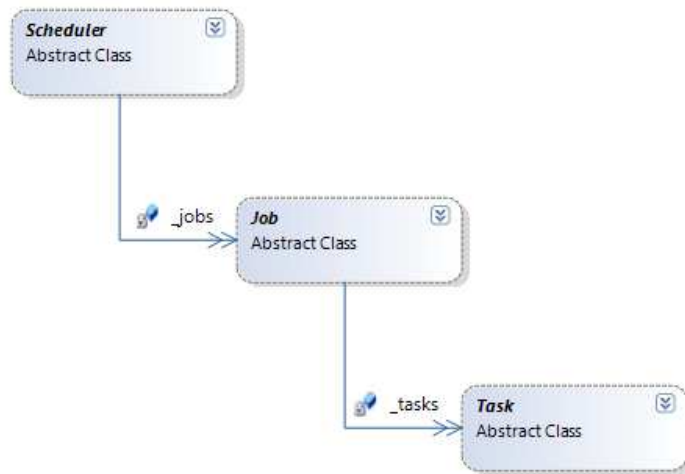 Scheduler
Abstract Class
_jobs
Job
Abstract Class
_tasks
Task
Abstract Class